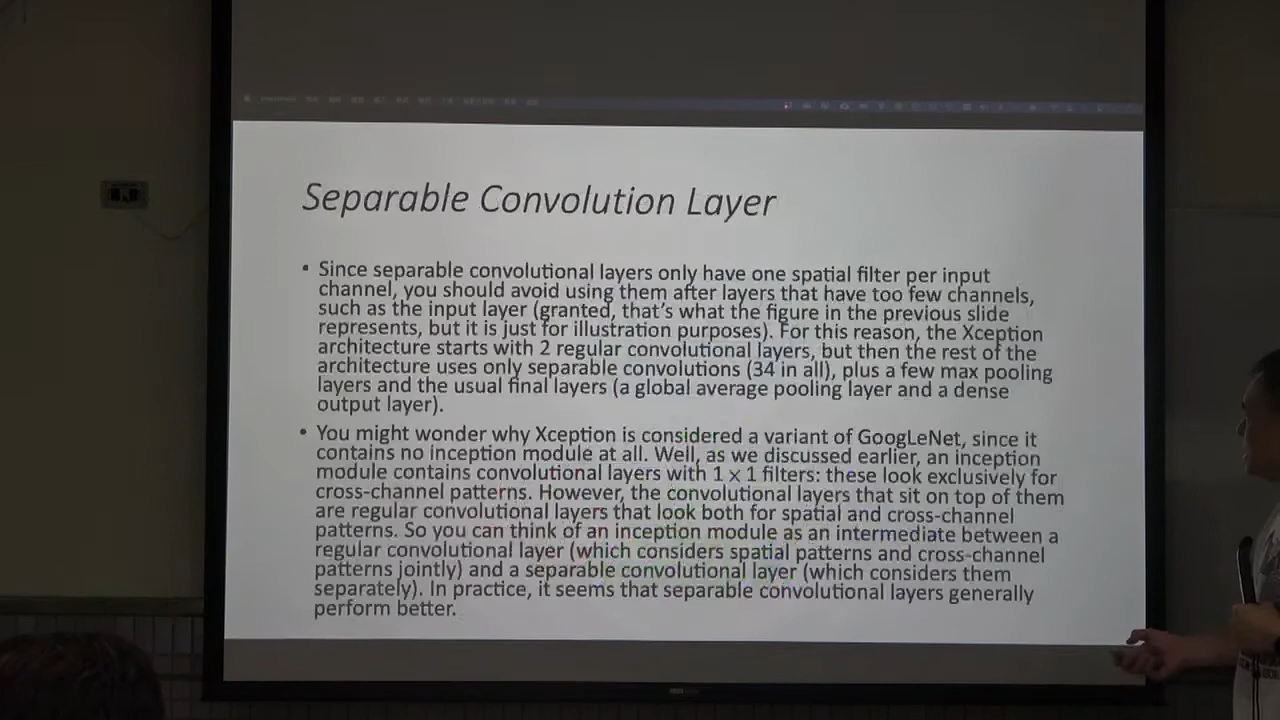 Separable Convolution Layer
• Since separable convolutional layers only have one spatial filter per input
channel, you should avoid using them after layers that have too few channels,
such as the input layer (granted, that's what the figure in the previous slide
represents, but it is just for illustration purposes). For this reason, the Xception
architecture starts with 2 regular convolutional layers, but then the rest of the
architecture uses only separable convolutions (34 in all), plus a few max pooling
layers and the usual final layers (a global average pooling layer and a dense
output layer).
• You might wonder why Xception is considered a variant of GoogLeNet, since it
contains no inception module at all. Well, as we discussed earlier, an inception
module contains convolutional layers with 1 x 1 filters: these look exclusively for
cross-channel patterns. However, the convolutional layers that sit on top of them
are regular convolutional layers that look both for spatial and cross-channel
patterns. So you can think of an inception module as an intermediate between a
regular convolutional layer (which considers spatial patterns and cross-channel
patterns jointly) and a separable convolutional layer (which considers them
separately). In practice, it seems that separable convolutional layers generally
perform better.